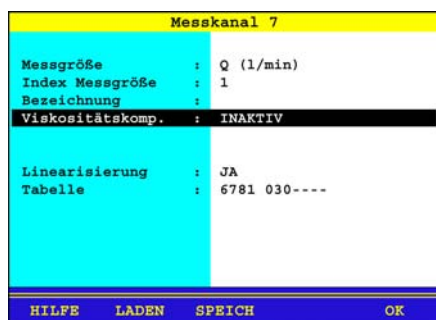 Messkanal 7
Messgröße : Q (l/min)
Index Messgröße : 1
Bezeichnung :
Viskositätskomp. : INAKTIV
Linearisierung : JA
Tabelle : 6781 030----
HILFE LADEN SPEICH OK